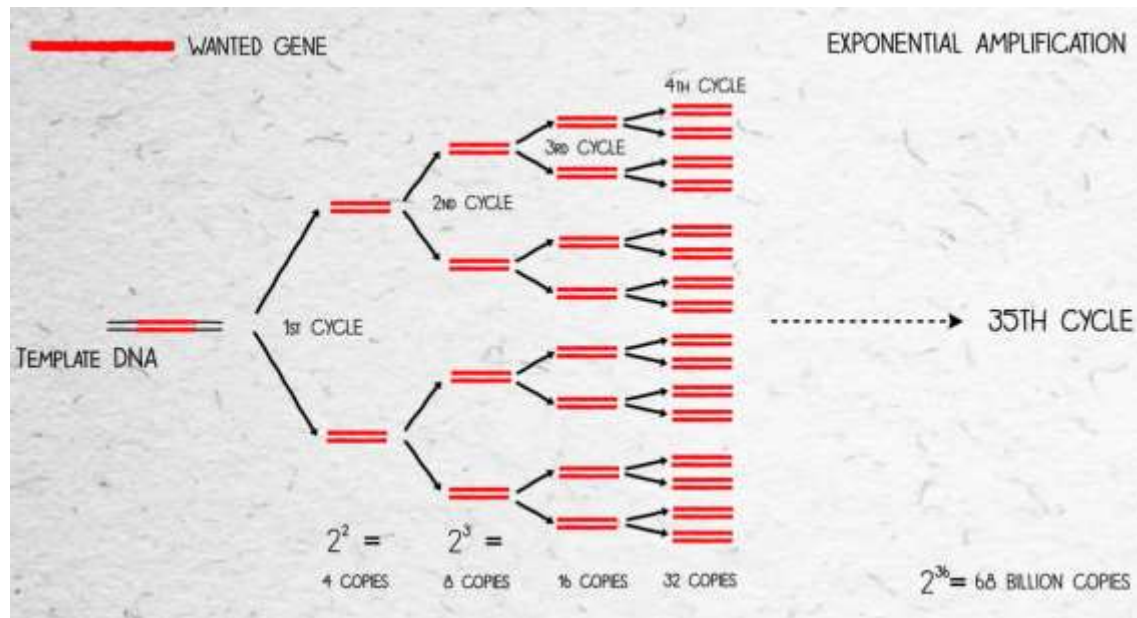 WANTED GENE
EXPONENTIAL AMPLIFICATION
4TH CYCLE
3RD CYCLE
2ND CYCLE
1ST CYCLE
35TH CYCLE
TEMPLATE DNA
2² =
2³ =
4 COPIES
8 COPIES
16 COPIES
32 COPIES
2³⁶= 68 BILLION COPIES